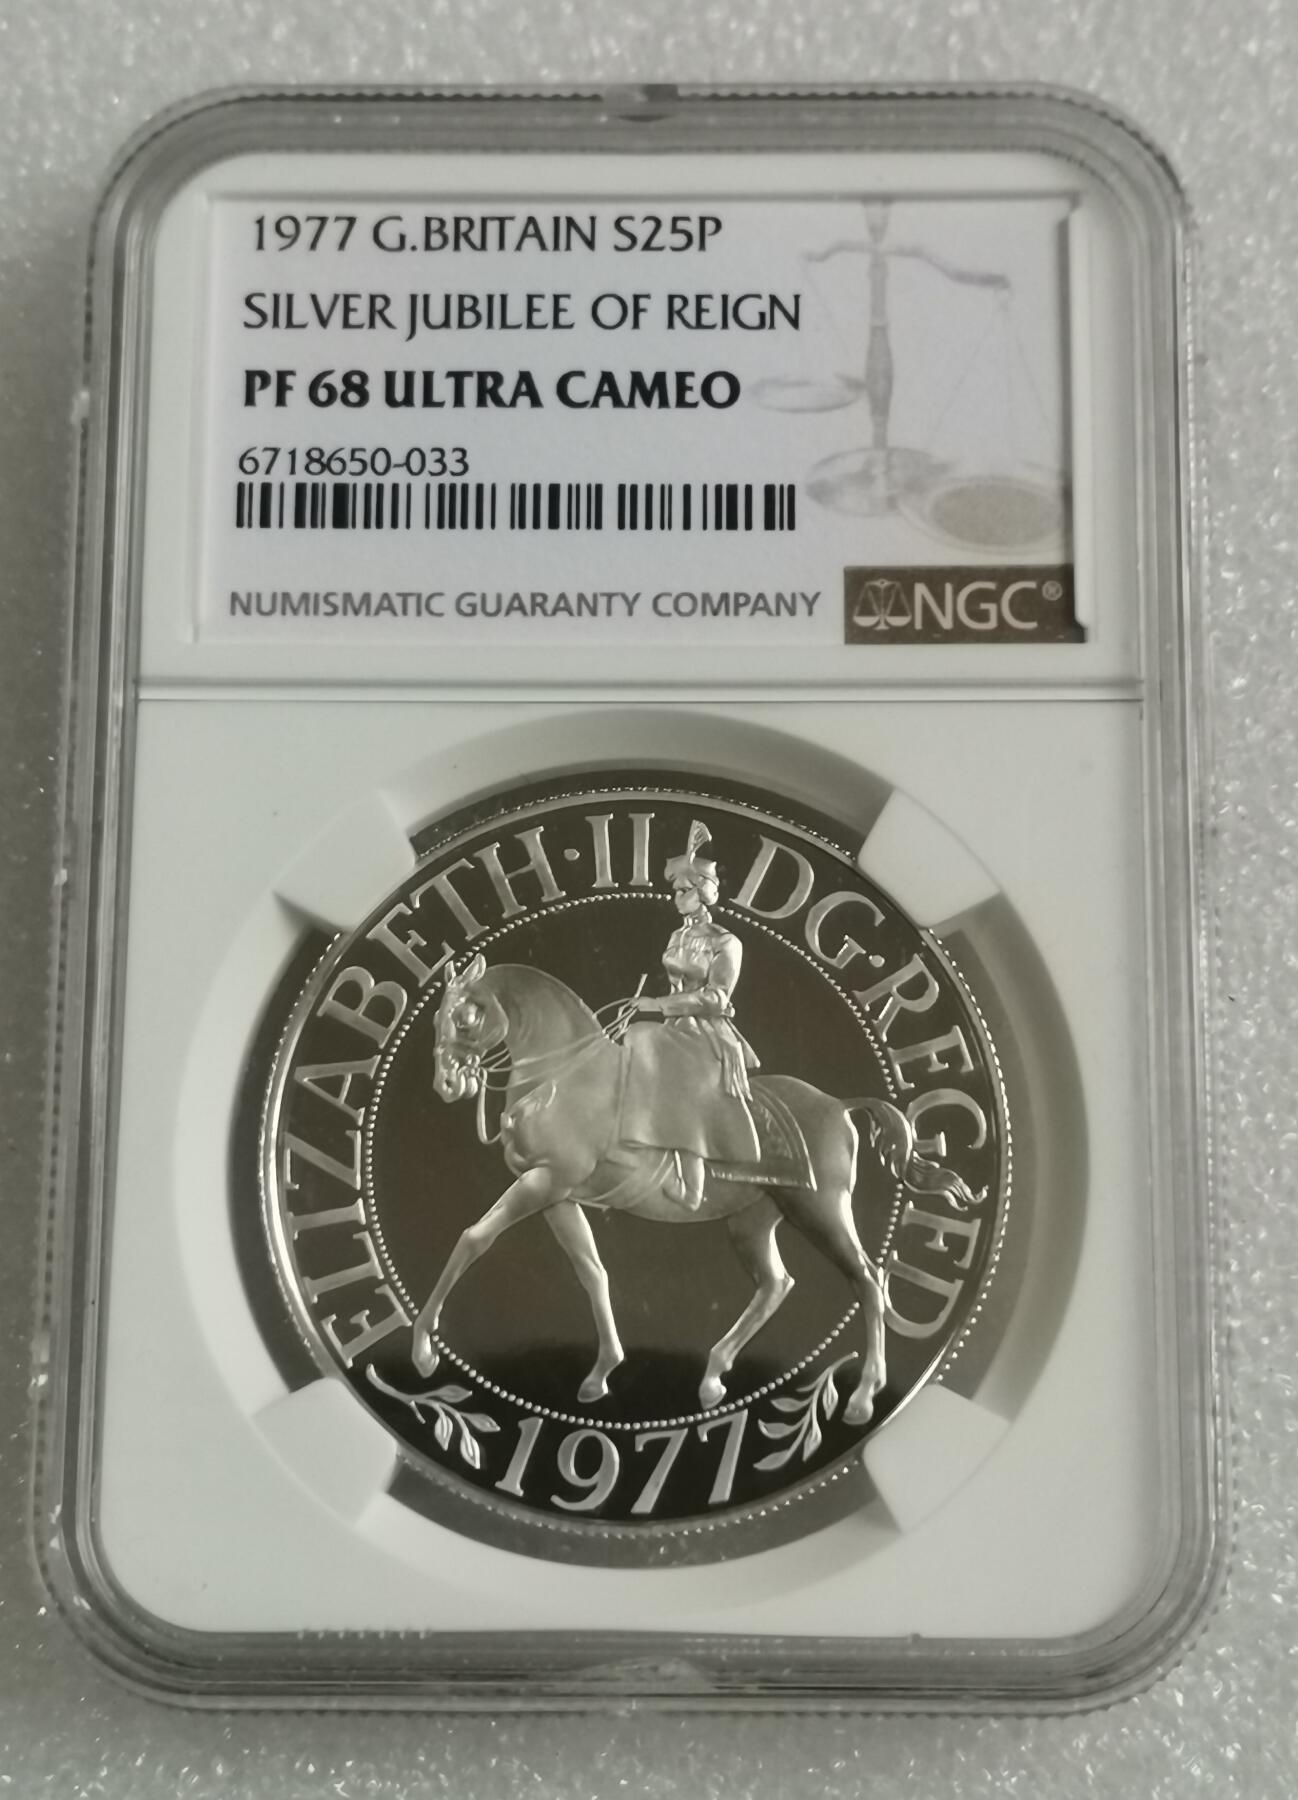 1977 G.BRITAIN S25P
SILVER JUBILEE OF REIGN
PF 68 ULTRA CAMEO
6718650-033
NUMISMATIC GUARANTY COMPANY
NGC®
ELIZABETH·II DG·REG FD
1977